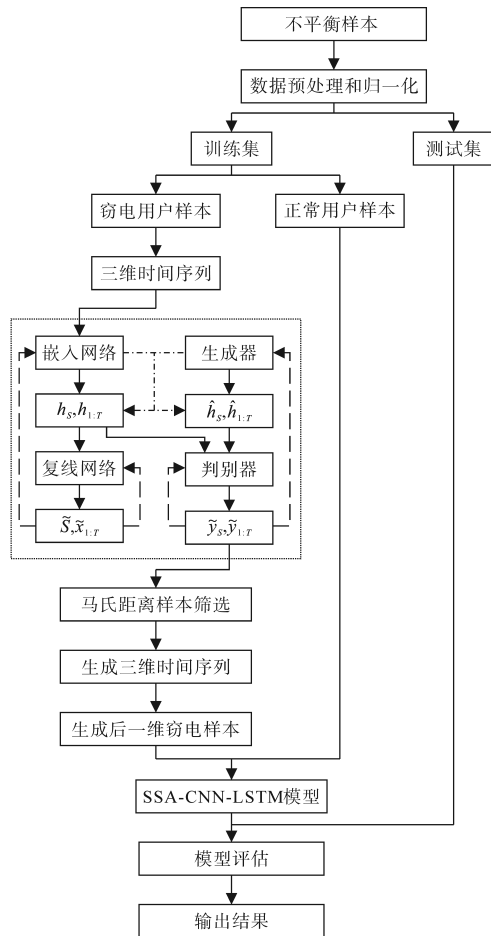 不平衡样本
数据预处理和归一化
训练集
测试集
窃电用户样本
正常用户样本
三维时间序列
嵌入网络
生成器
h_S,h_{1:T}
ĥ_S,ĥ_{1:T}
复线网络
判别器
S̃,x̃_{1:T}
ỹ_S,ỹ_{1:T}
马氏距离样本筛选
生成三维时间序列
生成后一维窃电样本
SSA-CNN-LSTM模型
模型评估
输出结果